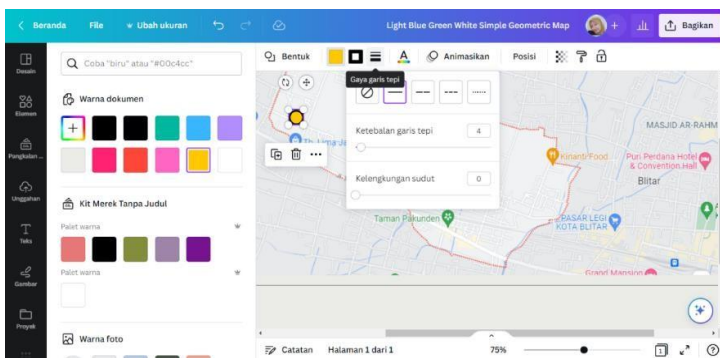 Beranda File Ubah ukuran Light Blue Green White Simple Geometric Map Bagikan
Desain
Elemen
Pangkalan ...
Unggahan
Teks
Gambar
Proyek
Coba "biru" atau "#00c4cc"
Warna dokumen
Kit Merek Tanpa Judul
Palet warna
Palet warna
Warna foto
Q₂ Bentuk Animasikan Posisi
Gaya garis tepi
Ketebalan garis tepi 4
Kelengkungan sudut 0
MASJID AR-RAHM
Kinanti Food
Puri Perdana Hotel
& Convention Hall
Blitar
Taman Pakunden
PASAR LEGI
KOTA BLITAR
Grand Mansion
Catatan Halaman 1 dari 1 75% 1